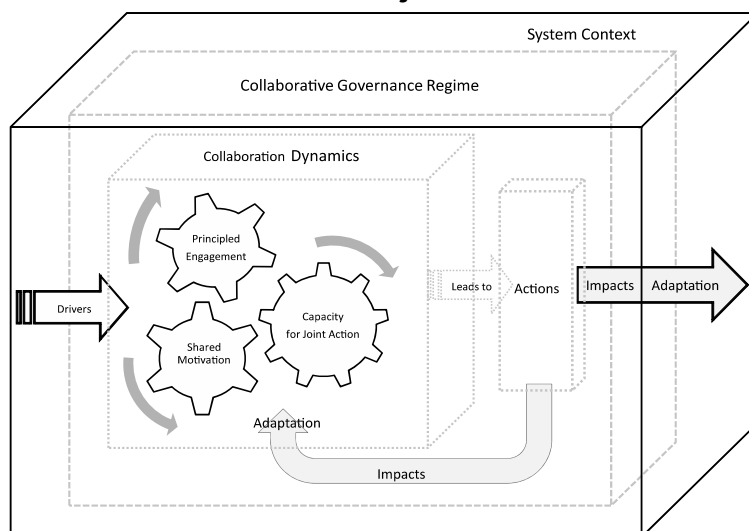 System Context
Collaborative Governance Regime
Collaboration Dynamics
Principled
Engagement
Drivers
Capacity
for Joint Action
Shared
Motivation
Leads to
Actions
Impacts
Adaptation
Adaptation
Impacts